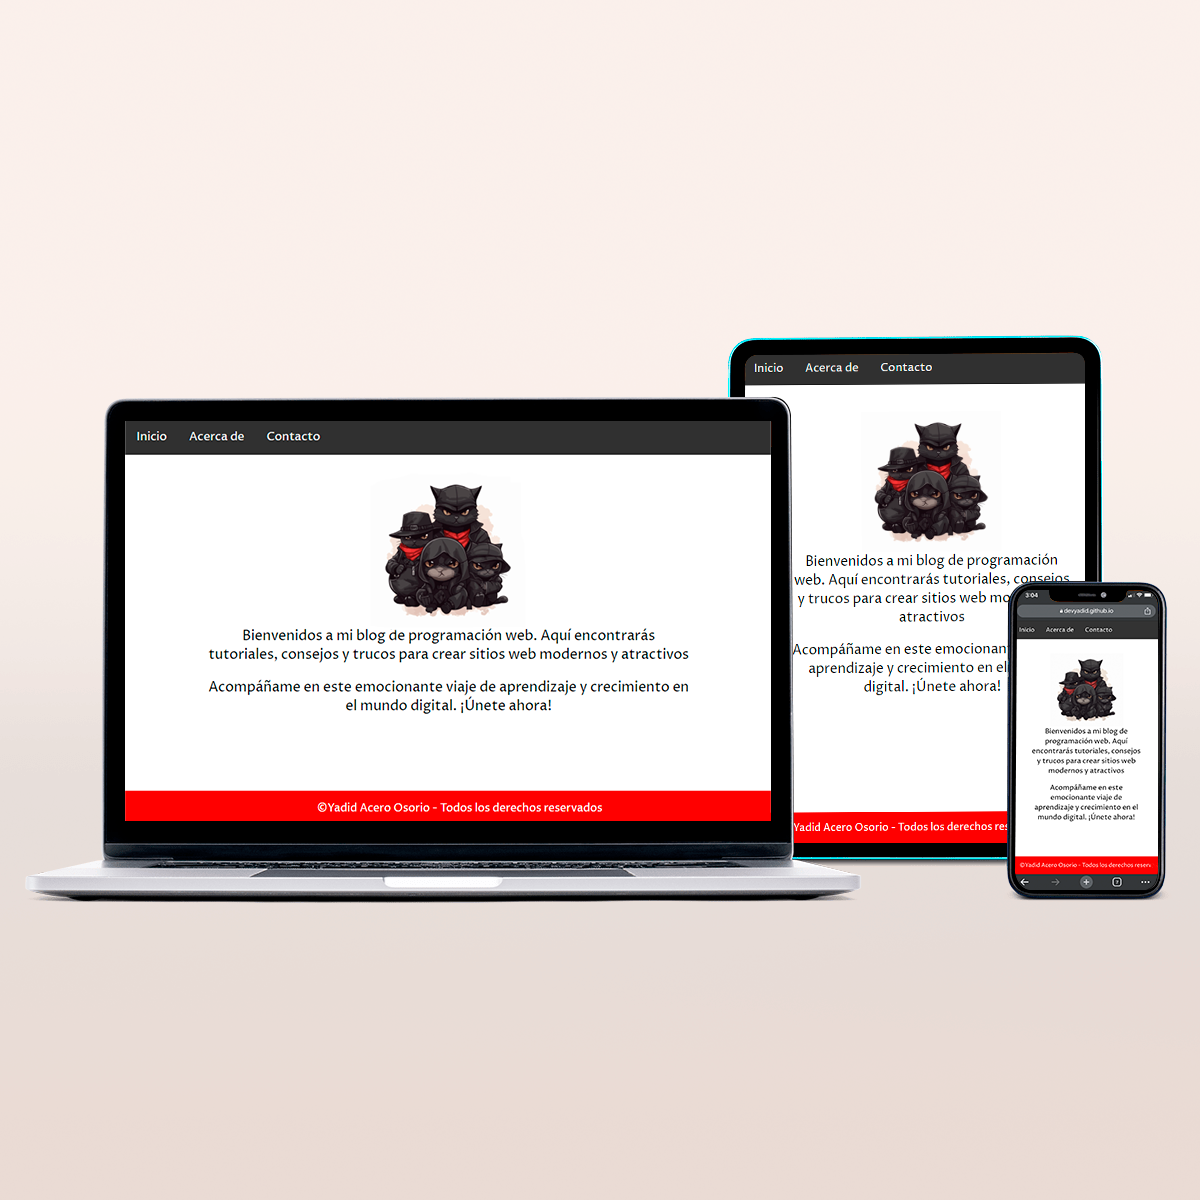 Inicio Acerca de Contacto
Bienvenidos a mi blog de programación web. Aquí encontrarás
tutoriales, consejos y trucos para crear sitios web modernos y atractivos
Acompáñame en este emocionante viaje de aprendizaje y crecimiento en
el mundo digital. ¡Únete ahora!
©Yadid Acero Osorio - Todos los derechos reservados
Inicio Acerca de Contacto
Bienvenidos a mi blog de programación
web. Aquí encontrarás tutoriales, consejos
y trucos para crear sitios web
atractivos
Acompáñame en este emocionan
aprendizaje y crecimiento en el
digital. ¡Únete ahora!
Yadid Acero Osorio - Todos los derechos res
3:04
devyadid.github.io
Inicio Acerca de Contacto
Bienvenidos a mi blog de
programación web. Aquí
encontrarás tutoriales, consejos
y trucos para crear sitios web
modernos y atractivos
Acompáñame en este
emocionante viaje de
aprendizaje y crecimiento en el
mundo digital. ¡Únete ahora!
©Yadid Acero Osorio - Todos los derechos reserv